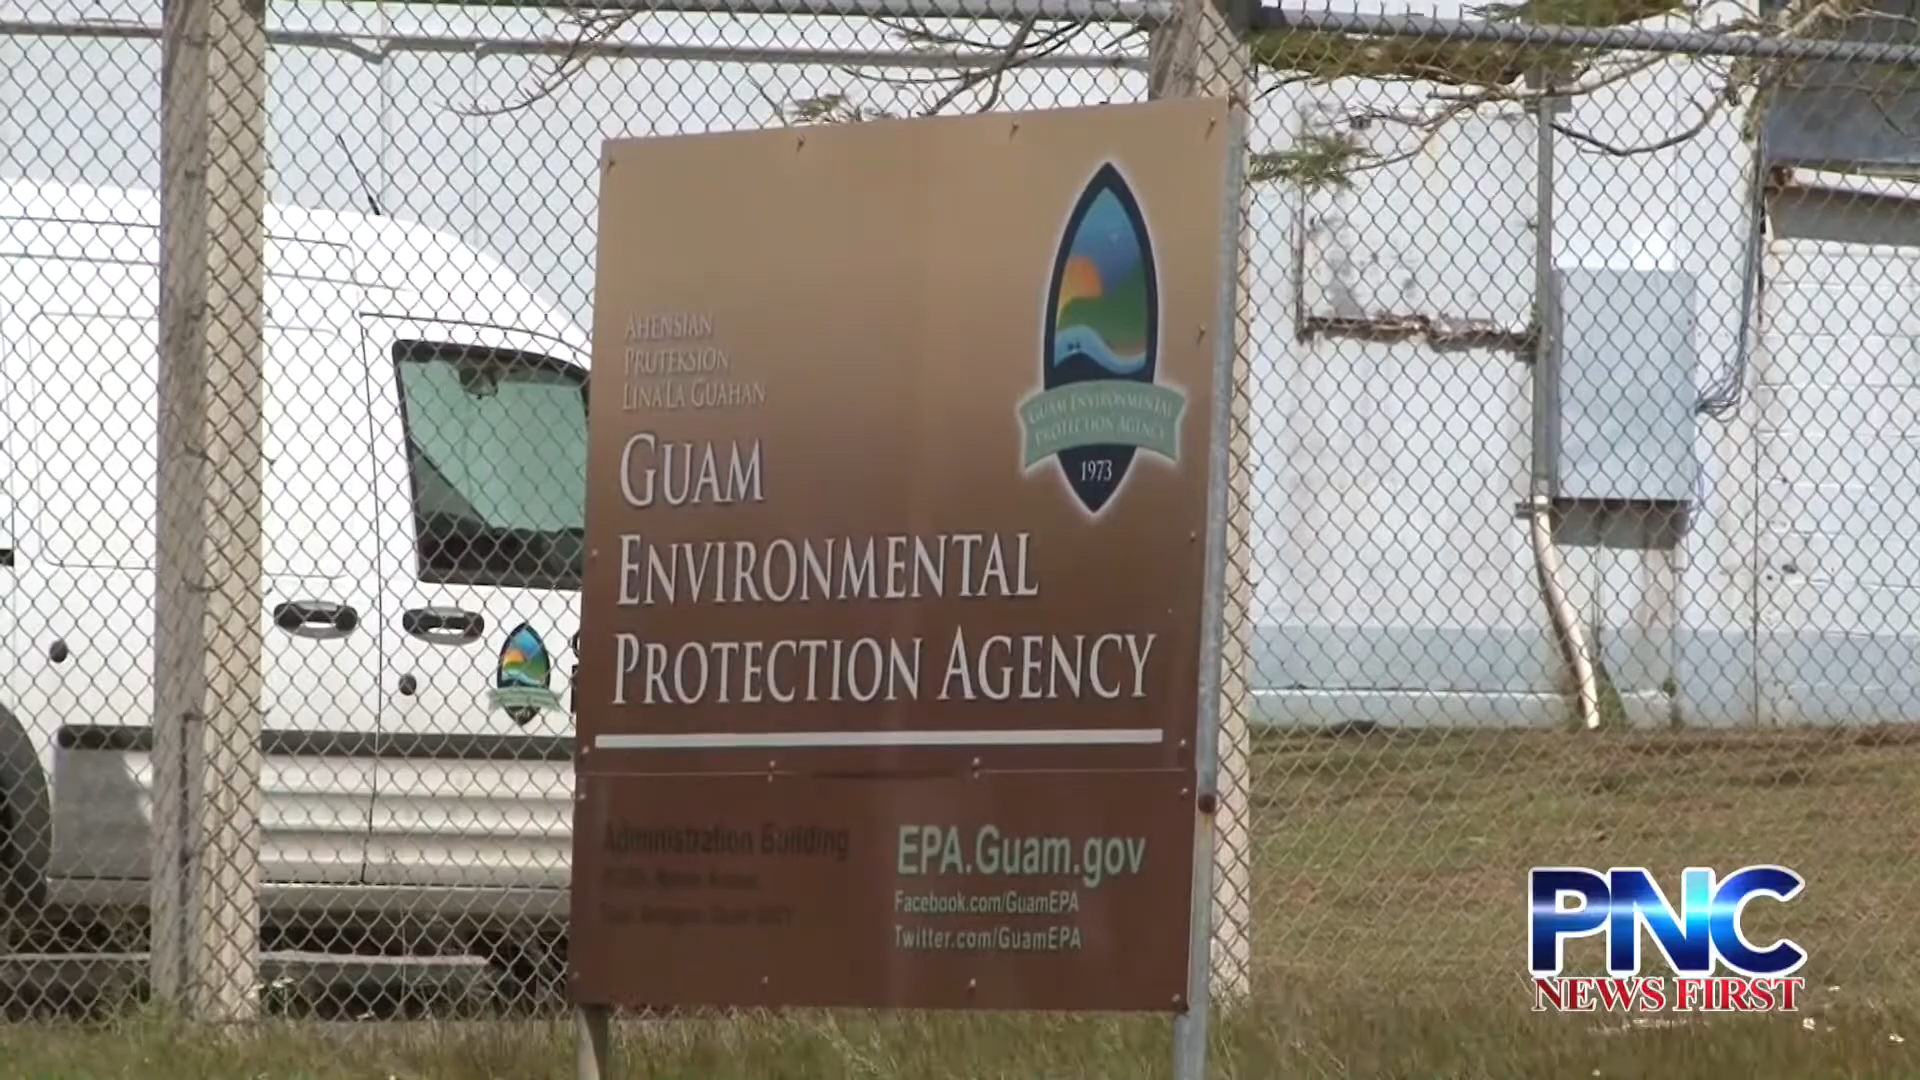 AHENSIAN
PRUTEKSION
LINA'LA GUAHAN
GUAM
ENVIRONMENTAL
PROTECTION AGENCY
GUAM ENVIRONMENTAL
PROTECTION AGENCY
1973
Administration Building
EPA.Guam.gov
Facebook.com/GuamEPA
Twitter.com/GuamEPA
PNC
NEWS FIRST